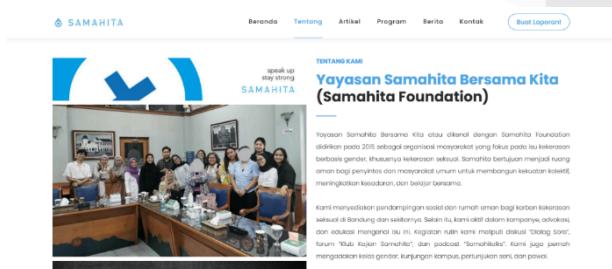 SAMAHITA
Beranda Tentang Artikel Program Berita Kontak Buat Laporan!
speak up
stay strong
SAMAHITA
TENTANG KAMI
Yayasan Samahita Bersama Kita
(Samahita Foundation)
Yayasan Samahita Bersama Kita atau dikenal dengan Samahita Foundation
didirikan pada 2015 sebagai organisasi masyarakat yang fokus pada isu kekerasan
berbasis gender, khususnya kekerasan seksual. Samahita bertujuan menjadi ruang
aman bagi penyintas dan masyarakat umum untuk membangun kekuatan kolektif,
meningkatkan kesadaran, dan belajar bersama.
Kami menyediakan pendampingan sosial dan rumah aman bagi korban kekerasan
seksual di Bandung dan sekitarnya. Selain itu, kami aktif dalam kampanye, advokasi,
dan edukasi mengenai isu ini. Kegiatan rutin kami meliputi diskusi "Dialog Sore",
forum "Klub Kajian Samahita", dan podcast "Samahitalks". Kami juga pernah
mengadakan kelas gender, kunjungan kampus, pertunjukan seni, dan pawai.